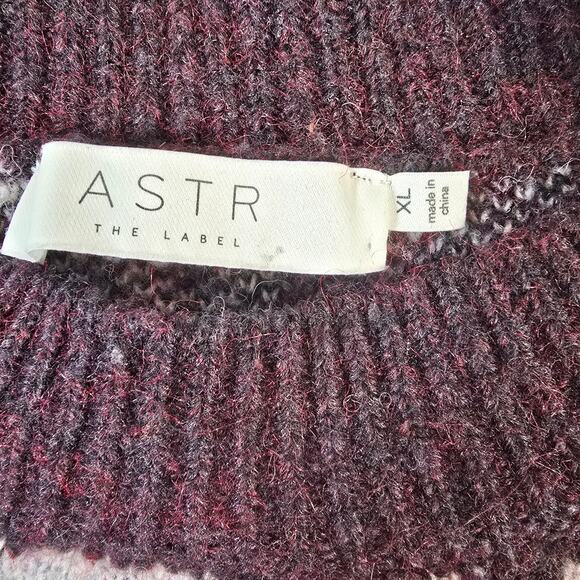 ASTR
THE LABEL
XL
made in
china